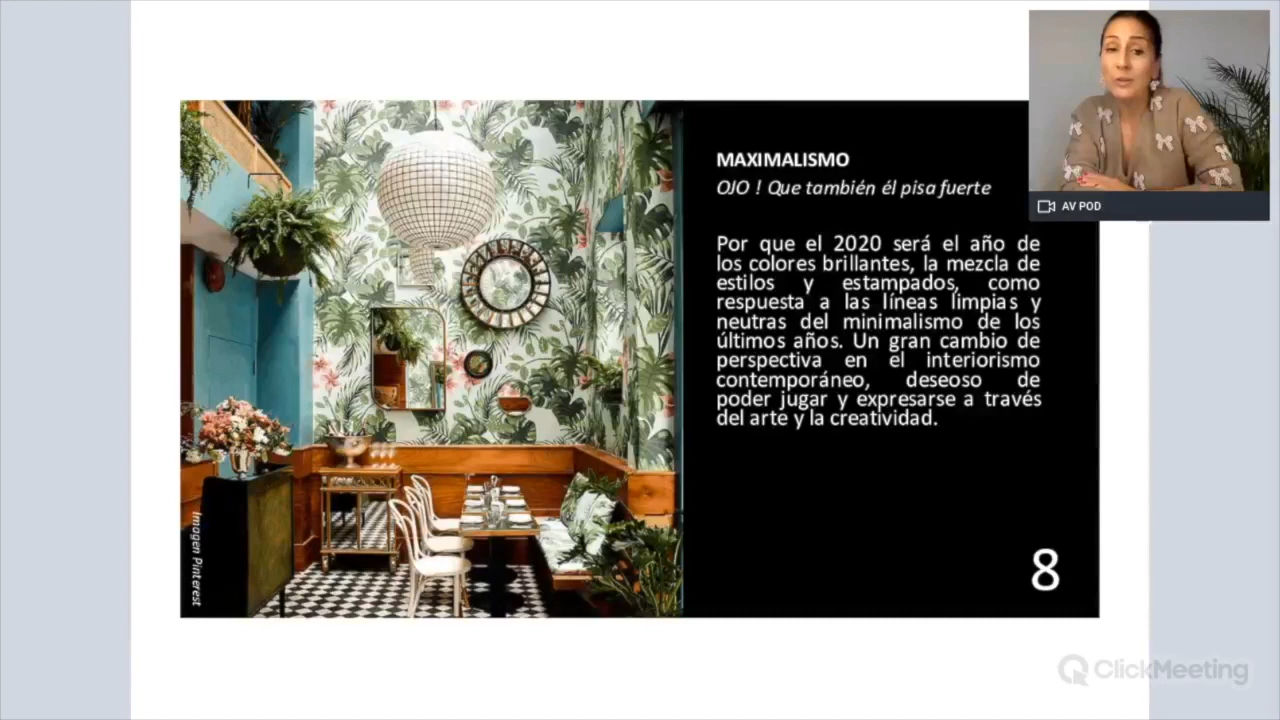 MAXIMALISMO
OJO ! Que también él pisa fuerte
Por que el 2020 será el año de
los colores brillantes, la mezcla de
estilos y estampados, como
respuesta a las líneas limpias y
neutras del minimalismo de los
últimos años. Un gran cambio de
perspectiva en el interiorismo
contemporáneo, deseoso de
poder jugar y expresarse a través
del arte y la creatividad.
8
Imagen Pinterest
AV POD
ClickMeeting